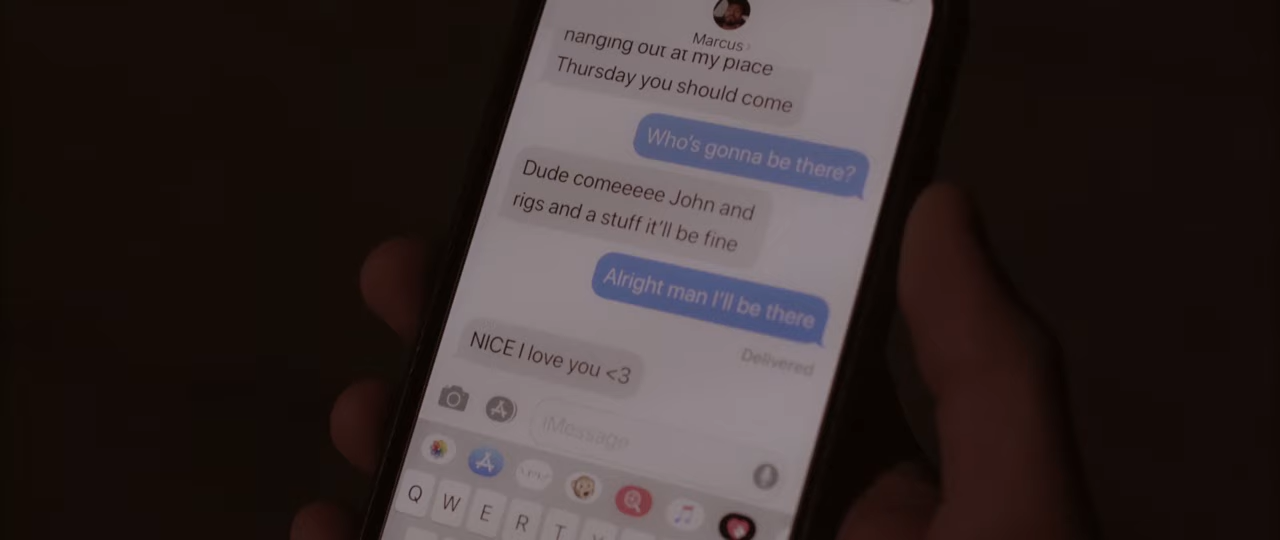 Marcus
hanging out at my place
Thursday you should come
Who's gonna be there?
Dude comeeeee John and
rigs and a stuff it'll be fine
Alright man I'll be there
Delivered
NICE I love you <3
iMessage
Q W E R T Y